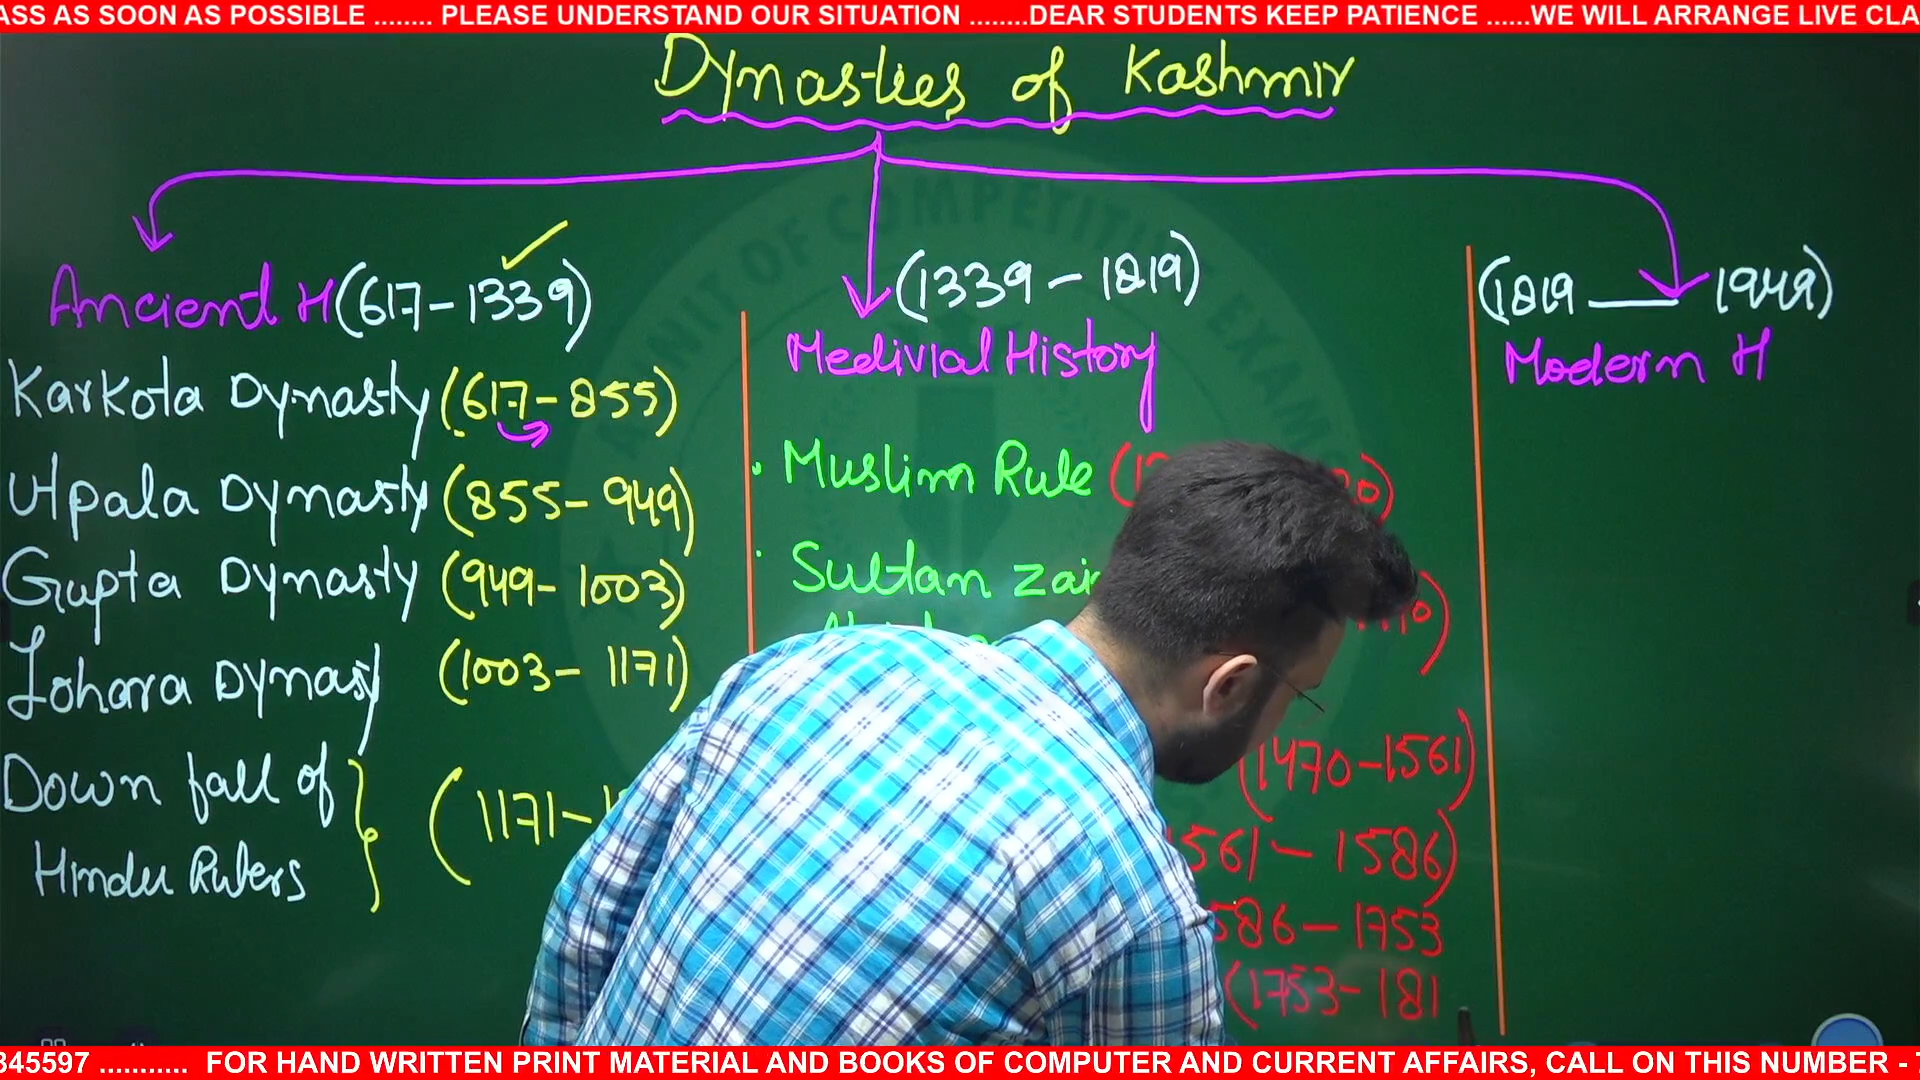 ASS AS SOON AS POSSIBLE ........ PLEASE UNDERSTAND OUR SITUATION ........DEAR STUDENTS KEEP PATIENCE ......WE WILL ARRANGE LIVE CLA
Dynasties of Kashmir
Ancient H (617-1339)
Karkota Dynasty (617-855)
Utpala Dynasty (855-949)
Gupta Dynasty (949-1003)
Lohara Dynasty (1003-1171)
Down fall of
Hindu Rulers
(1171-1
(1339-1819)
Medivial History
Muslim Rule
Sultan Zai
(1470-1561)
561-1586)
586-1753
(1753-181
(1819 — 1949)
Modern H
345597 ........... FOR HAND WRITTEN PRINT MATERIAL AND BOOKS OF COMPUTER AND CURRENT AFFAIRS, CALL ON THIS NUMBER -